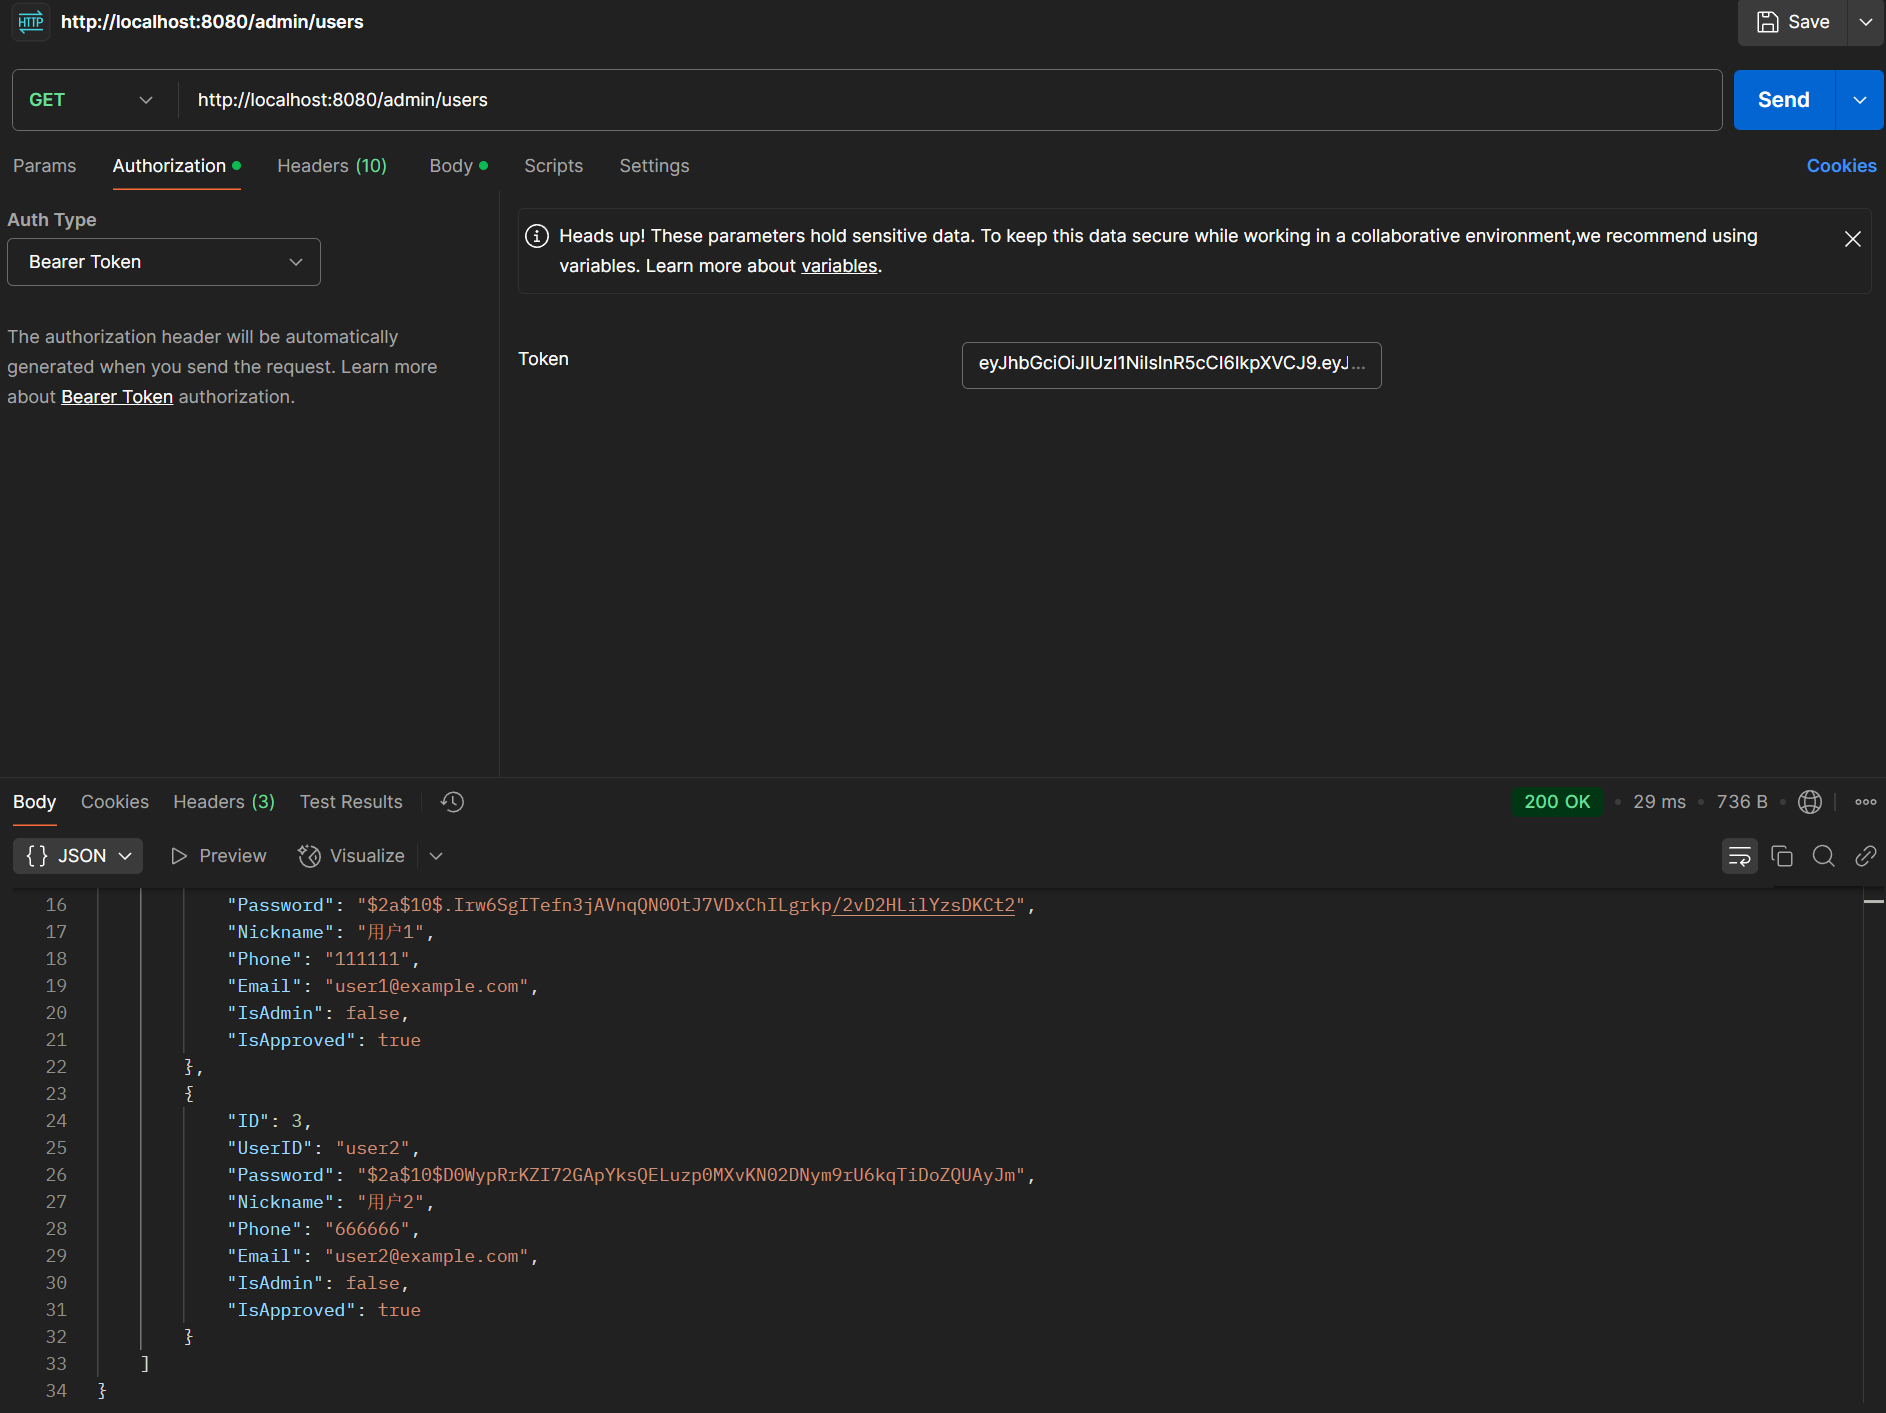 HTTP http://localhost:8080/admin/users Save
GET http://localhost:8080/admin/users Send
Params Authorization Headers (10) Body Scripts Settings Cookies
Auth Type
Bearer Token
The authorization header will be automatically
generated when you send the request. Learn more
about Bearer Token authorization.
Heads up! These parameters hold sensitive data. To keep this data secure while working in a collaborative environment,we recommend using
variables. Learn more about variables.
Token eyJhbGciOiJIUzI1NiIsInR5cCI6IkpXVCJ9.eyJ...
Body Cookies Headers (3) Test Results 200 OK 29 ms 736 B
{} JSON Preview Visualize
16 "Password": "$2a$10$.Irw6SgITefn3jAVnqQN0OtJ7VDxChILgrkp/2vD2HLilYzsDKCt2",
17 "Nickname": "用户1",
18 "Phone": "111111",
19 "Email": "user1@example.com",
20 "IsAdmin": false,
21 "IsApproved": true
22 },
23 {
24 "ID": 3,
25 "UserID": "user2",
26 "Password": "$2a$10$D0WypRrKZI72GApYksQELuzp0MXvKN02DNym9rU6kqTiDoZQUAyJm",
27 "Nickname": "用户2",
28 "Phone": "666666",
29 "Email": "user2@example.com",
30 "IsAdmin": false,
31 "IsApproved": true
32 }
33 ]
34 }